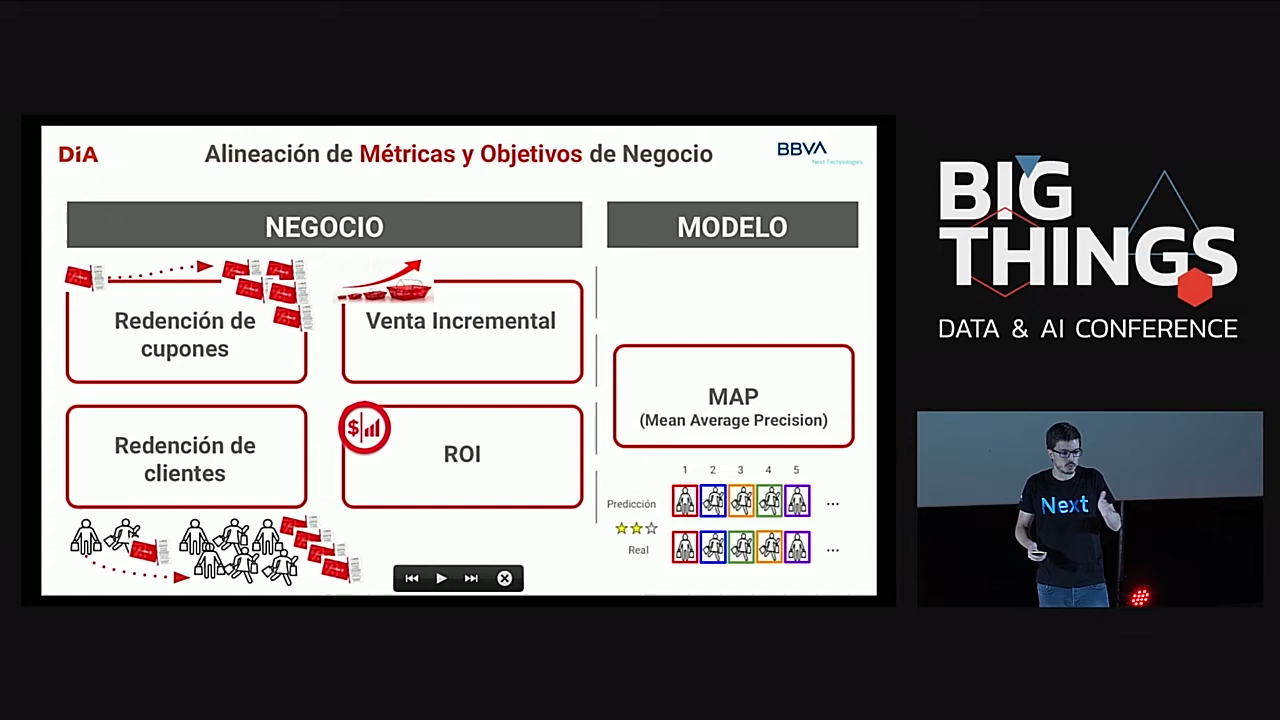 DiA
Alineación de Métricas y Objetivos de Negocio
BBVA
Next Technologies
NEGOCIO
MODELO
Redención de
cupones
Venta Incremental
Redención de
clientes
$
ROI
MAP
(Mean Average Precision)
1 2 3 4 5
Predicción
...
Real
...
BIG
THINGS
DATA & AI CONFERENCE
Next